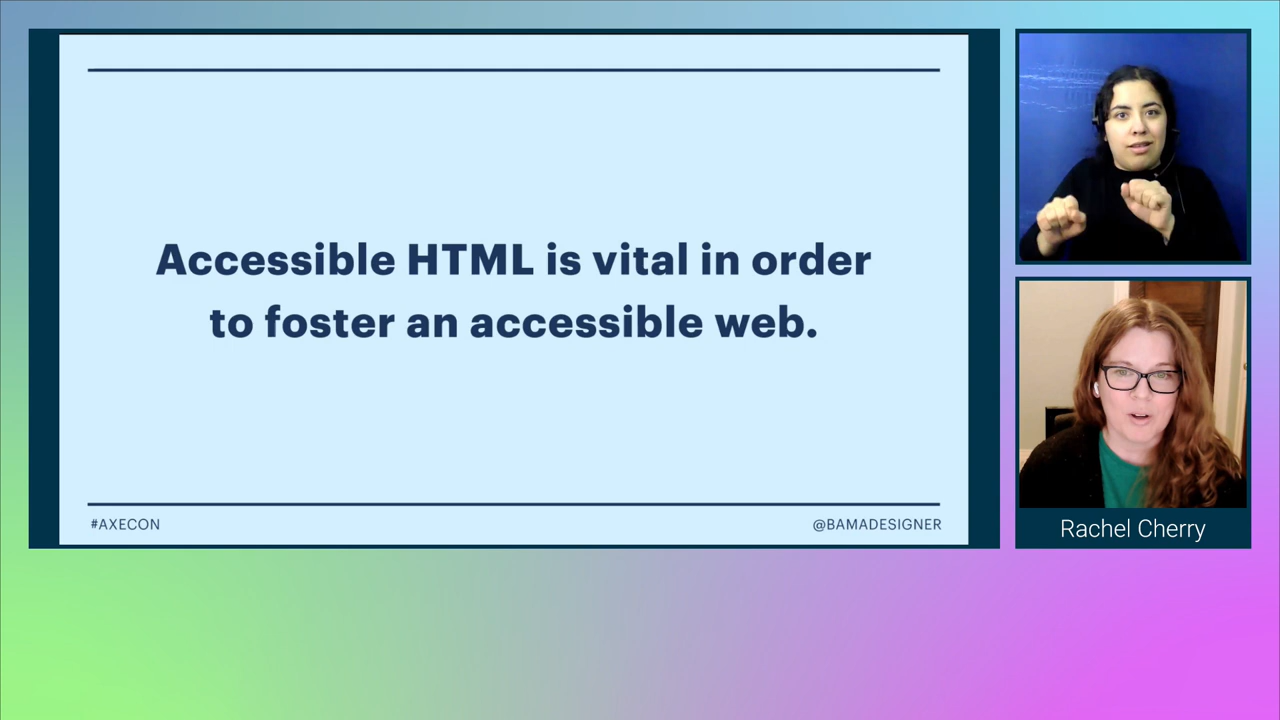 Accessible HTML is vital in order
to foster an accessible web.
#AXECON
@BAMADESIGNER
Rachel Cherry